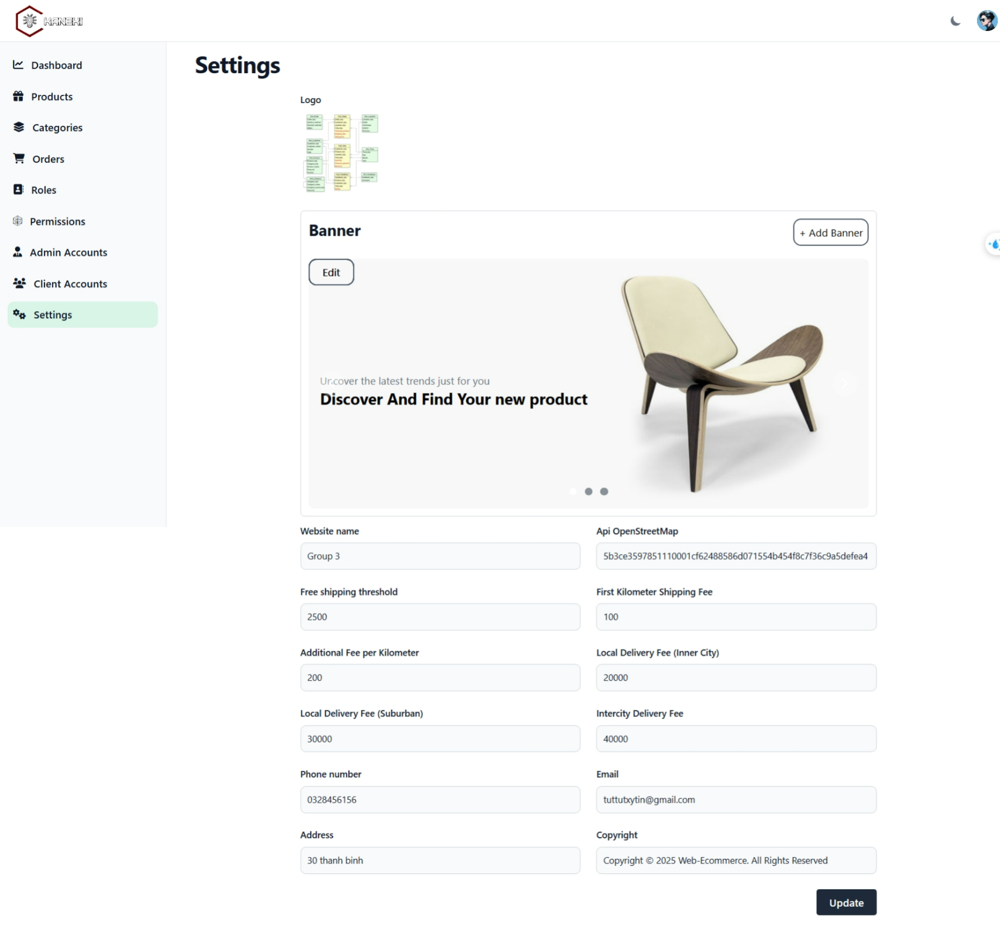 KANEKI
Dashboard
Products
Categories
Orders
Roles
Permissions
Admin Accounts
Client Accounts
Settings
Settings
Logo
Banner
+ Add Banner
Edit
Uncover the latest trends just for you
Discover And Find Your new product
Website name
Api OpenStreetMap
Group 3
5b3ce3597851110001cf62488586d071554b454f8c7f36c9a5defea4
Free shipping threshold
First Kilometer Shipping Fee
2500
100
Additional Fee per Kilometer
Local Delivery Fee (Inner City)
200
20000
Local Delivery Fee (Suburban)
Intercity Delivery Fee
30000
40000
Phone number
Email
0328456156
tuttutxytin@gmail.com
Address
Copyright
30 thanh binh
Copyright © 2025 Web-Ecommerce. All Rights Reserved
Update